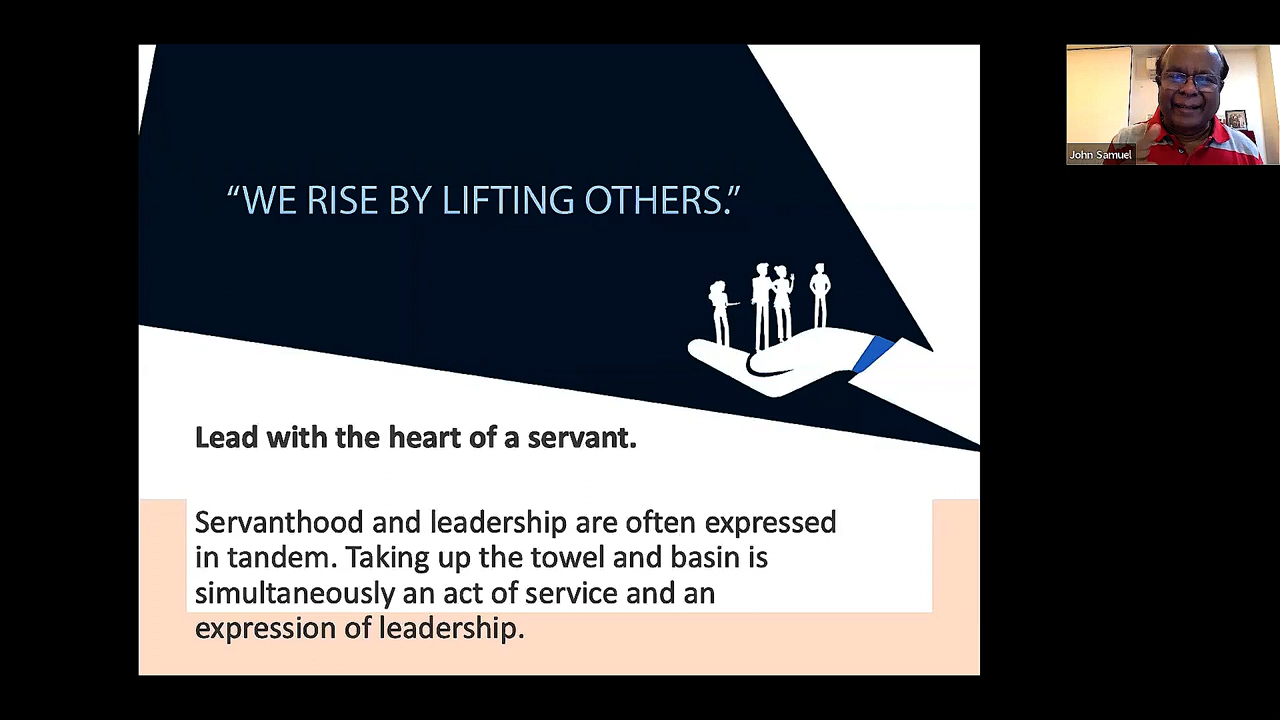 “WE RISE BY LIFTING OTHERS.”
John Samuel
Lead with the heart of a servant.
Servanthood and leadership are often expressed
in tandem. Taking up the towel and basin is
simultaneously an act of service and an
expression of leadership.